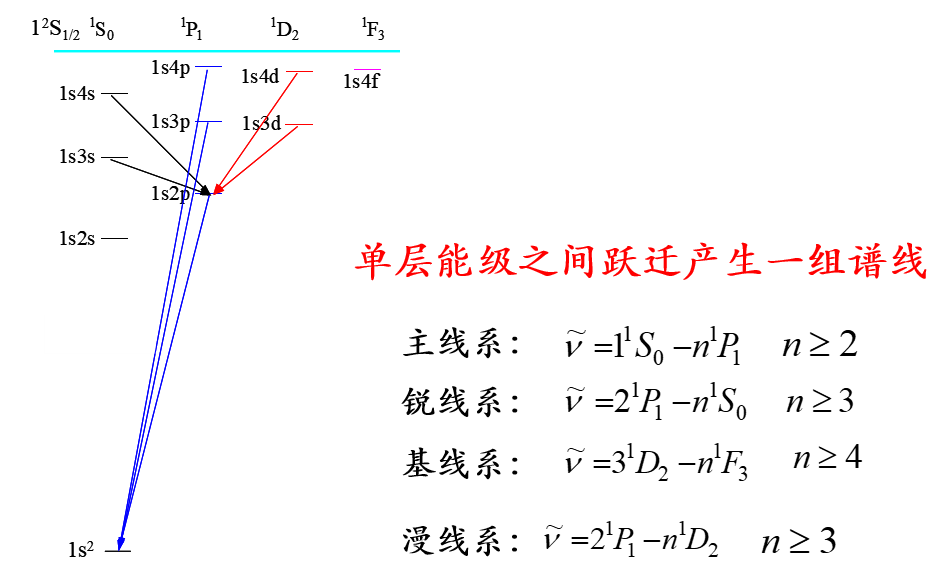 1²S₁/₂ ¹S₀ ¹P₁ ¹D₂ ¹F₃
1s4p
1s4d
1s4f
1s4s
1s3p
1s3d
1s3s
1s2p
1s2s
单层能级之间跃迁产生一组谱线
主线系: ν̃ =1¹S₀ −n¹P₁ n ≥ 2
锐线系: ν̃ =2¹P₁ −n¹S₀ n ≥ 3
基线系: ν̃ =3¹D₂ −n¹F₃ n ≥ 4
漫线系: ν̃ =2¹P₁ −n¹D₂ n ≥ 3
1s²